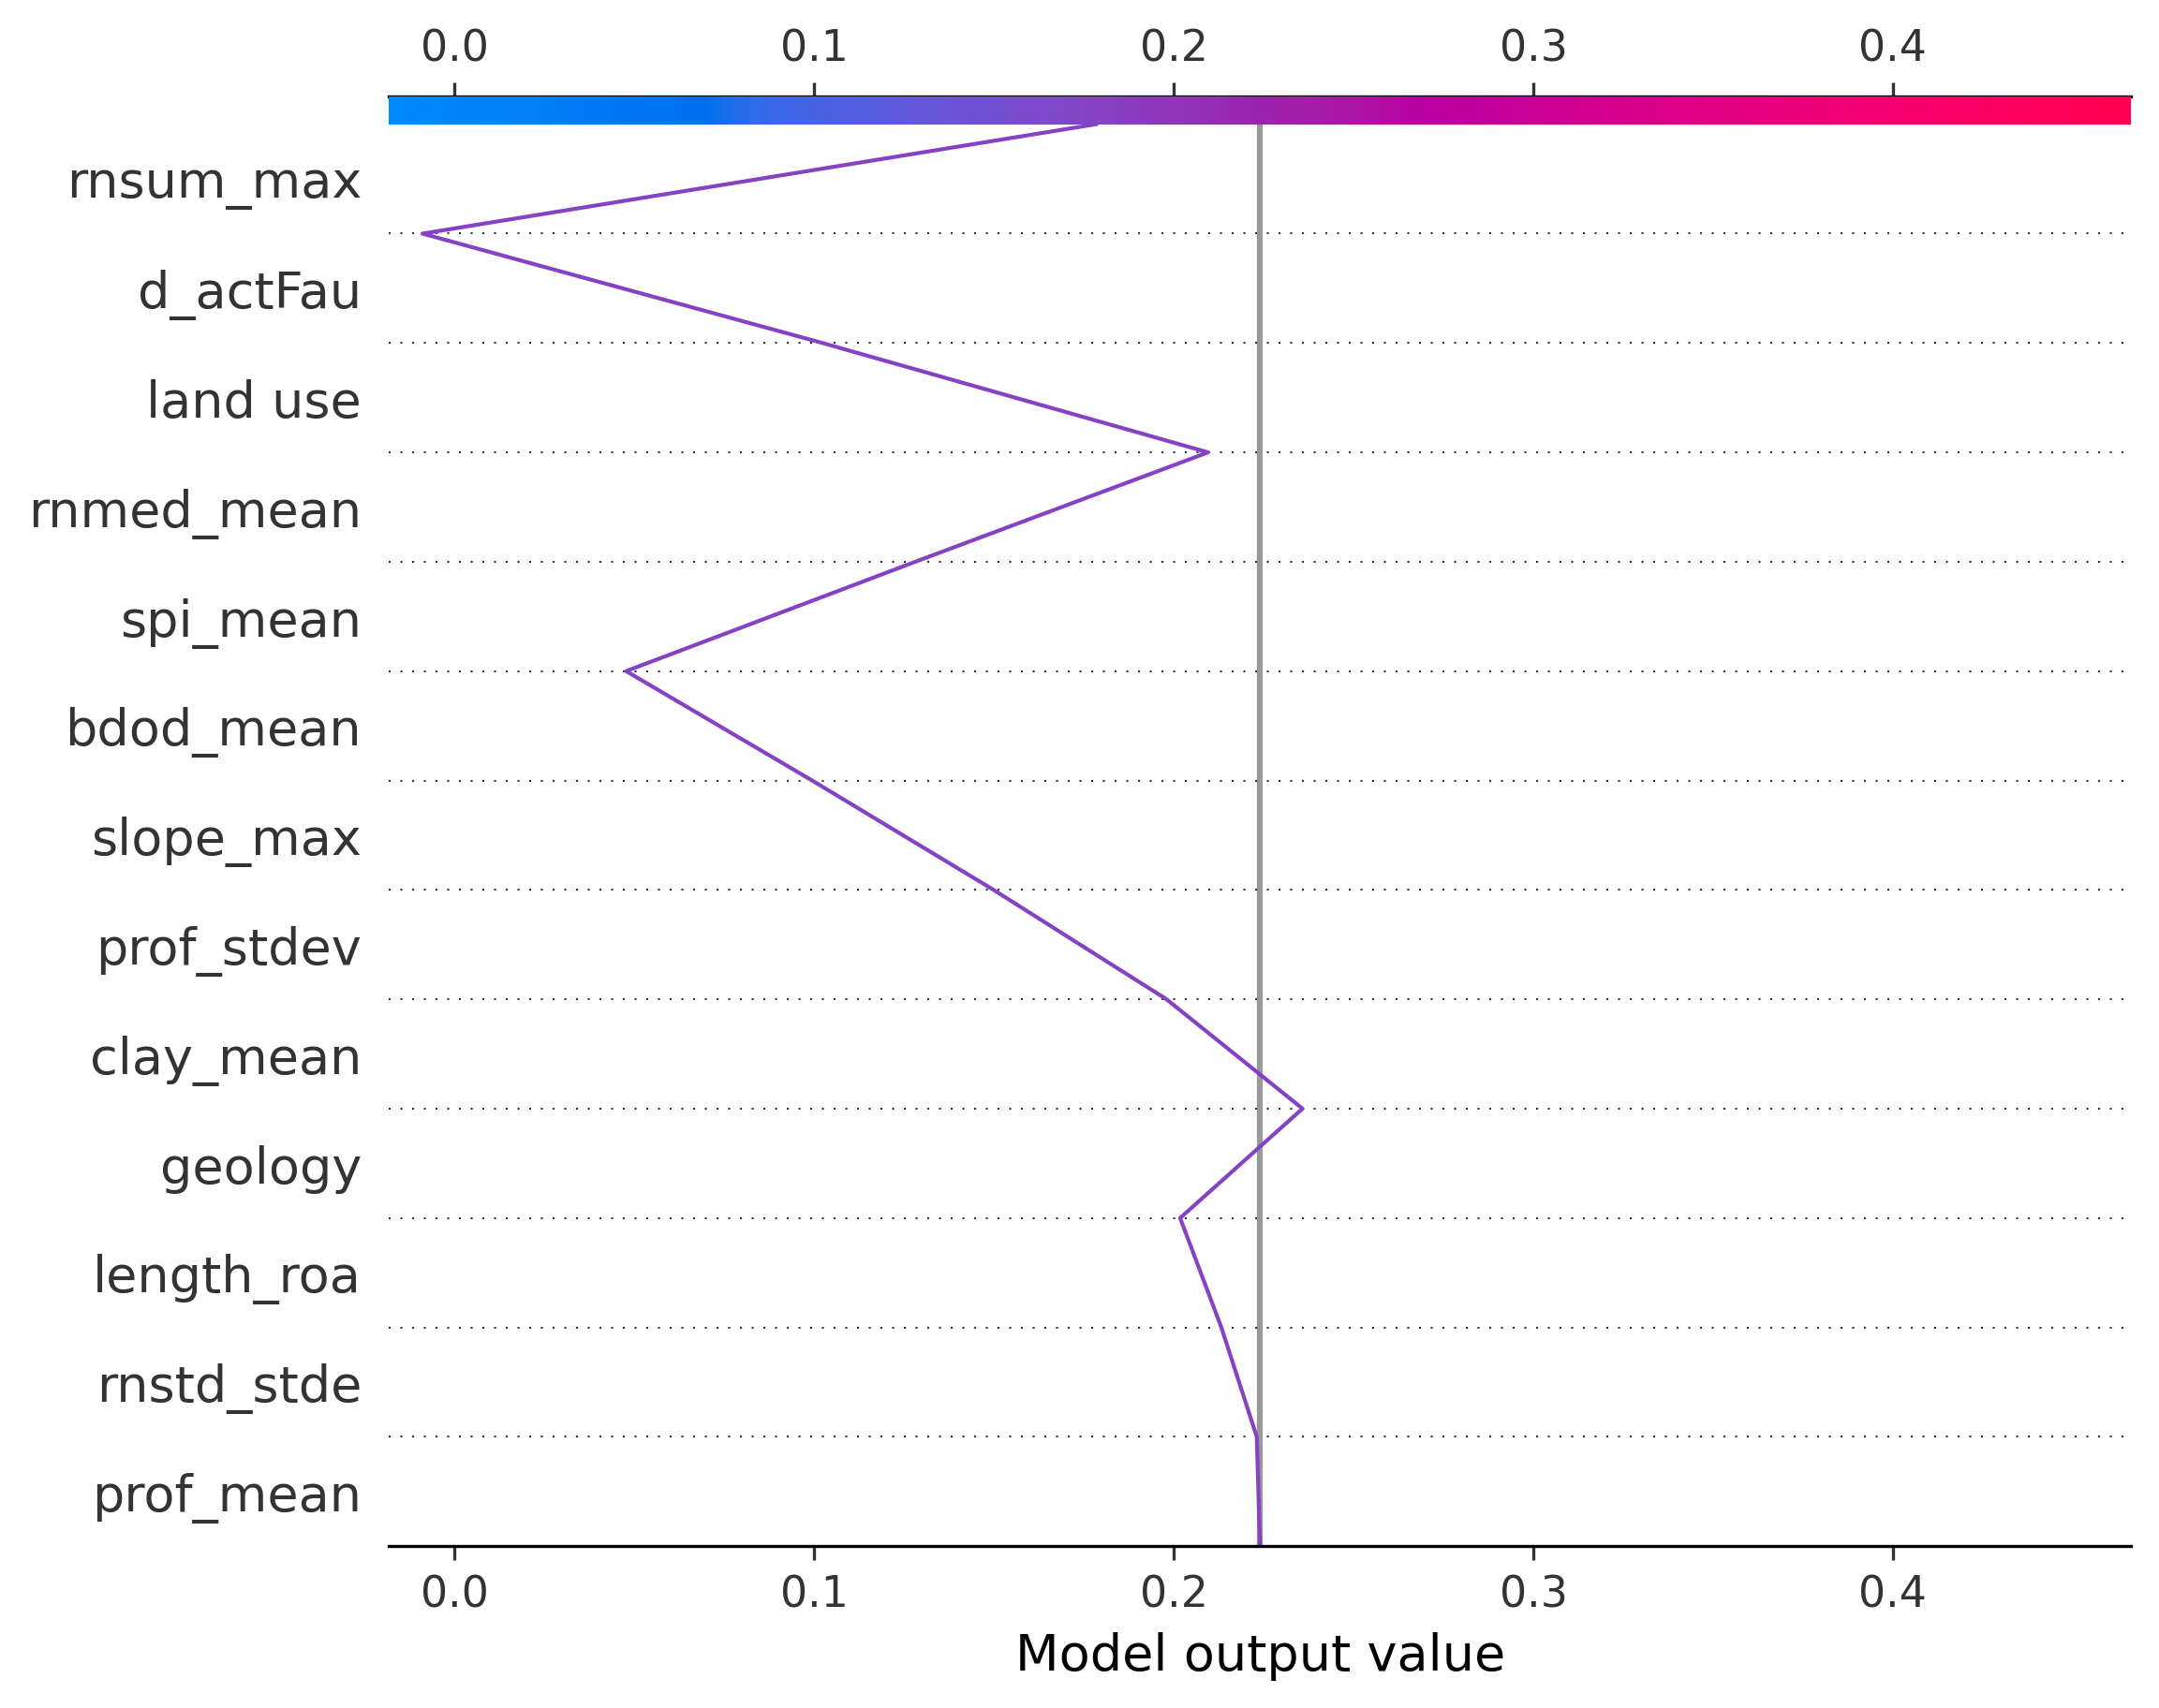 0.0 0.1 0.2 0.3 0.4
rnsum_max
d_actFau
land use
rnmed_mean
spi_mean
bdod_mean
slope_max
prof_stdev
clay_mean
geology
length_roa
rnstd_stde
prof_mean
0.0 0.1 0.2 0.3 0.4
Model output value